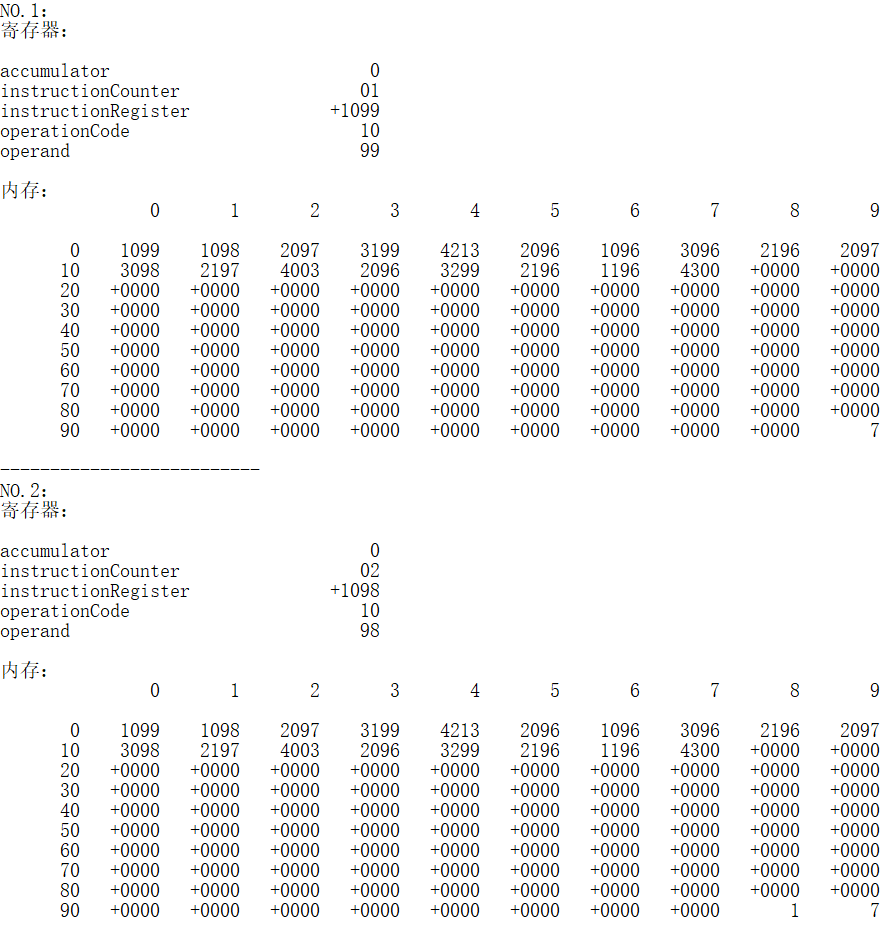 NO.1:
寄存器:
accumulator 0
instructionCounter 01
instructionRegister +1099
operationCode 10
operand 99
内存:
0 1 2 3 4 5 6 7 8 9
0 1099 1098 2097 3199 4213 2096 1096 3096 2196 2097
10 3098 2197 4003 2096 3299 2196 1196 4300 +0000 +0000
20 +0000 +0000 +0000 +0000 +0000 +0000 +0000 +0000 +0000 +0000
30 +0000 +0000 +0000 +0000 +0000 +0000 +0000 +0000 +0000 +0000
40 +0000 +0000 +0000 +0000 +0000 +0000 +0000 +0000 +0000 +0000
50 +0000 +0000 +0000 +0000 +0000 +0000 +0000 +0000 +0000 +0000
60 +0000 +0000 +0000 +0000 +0000 +0000 +0000 +0000 +0000 +0000
70 +0000 +0000 +0000 +0000 +0000 +0000 +0000 +0000 +0000 +0000
80 +0000 +0000 +0000 +0000 +0000 +0000 +0000 +0000 +0000 +0000
90 +0000 +0000 +0000 +0000 +0000 +0000 +0000 +0000 +0000 7
--------------------------
NO.2:
寄存器:
accumulator 0
instructionCounter 02
instructionRegister +1098
operationCode 10
operand 98
内存:
0 1 2 3 4 5 6 7 8 9
0 1099 1098 2097 3199 4213 2096 1096 3096 2196 2097
10 3098 2197 4003 2096 3299 2196 1196 4300 +0000 +0000
20 +0000 +0000 +0000 +0000 +0000 +0000 +0000 +0000 +0000 +0000
30 +0000 +0000 +0000 +0000 +0000 +0000 +0000 +0000 +0000 +0000
40 +0000 +0000 +0000 +0000 +0000 +0000 +0000 +0000 +0000 +0000
50 +0000 +0000 +0000 +0000 +0000 +0000 +0000 +0000 +0000 +0000
60 +0000 +0000 +0000 +0000 +0000 +0000 +0000 +0000 +0000 +0000
70 +0000 +0000 +0000 +0000 +0000 +0000 +0000 +0000 +0000 +0000
80 +0000 +0000 +0000 +0000 +0000 +0000 +0000 +0000 +0000 +0000
90 +0000 +0000 +0000 +0000 +0000 +0000 +0000 +0000 1 7